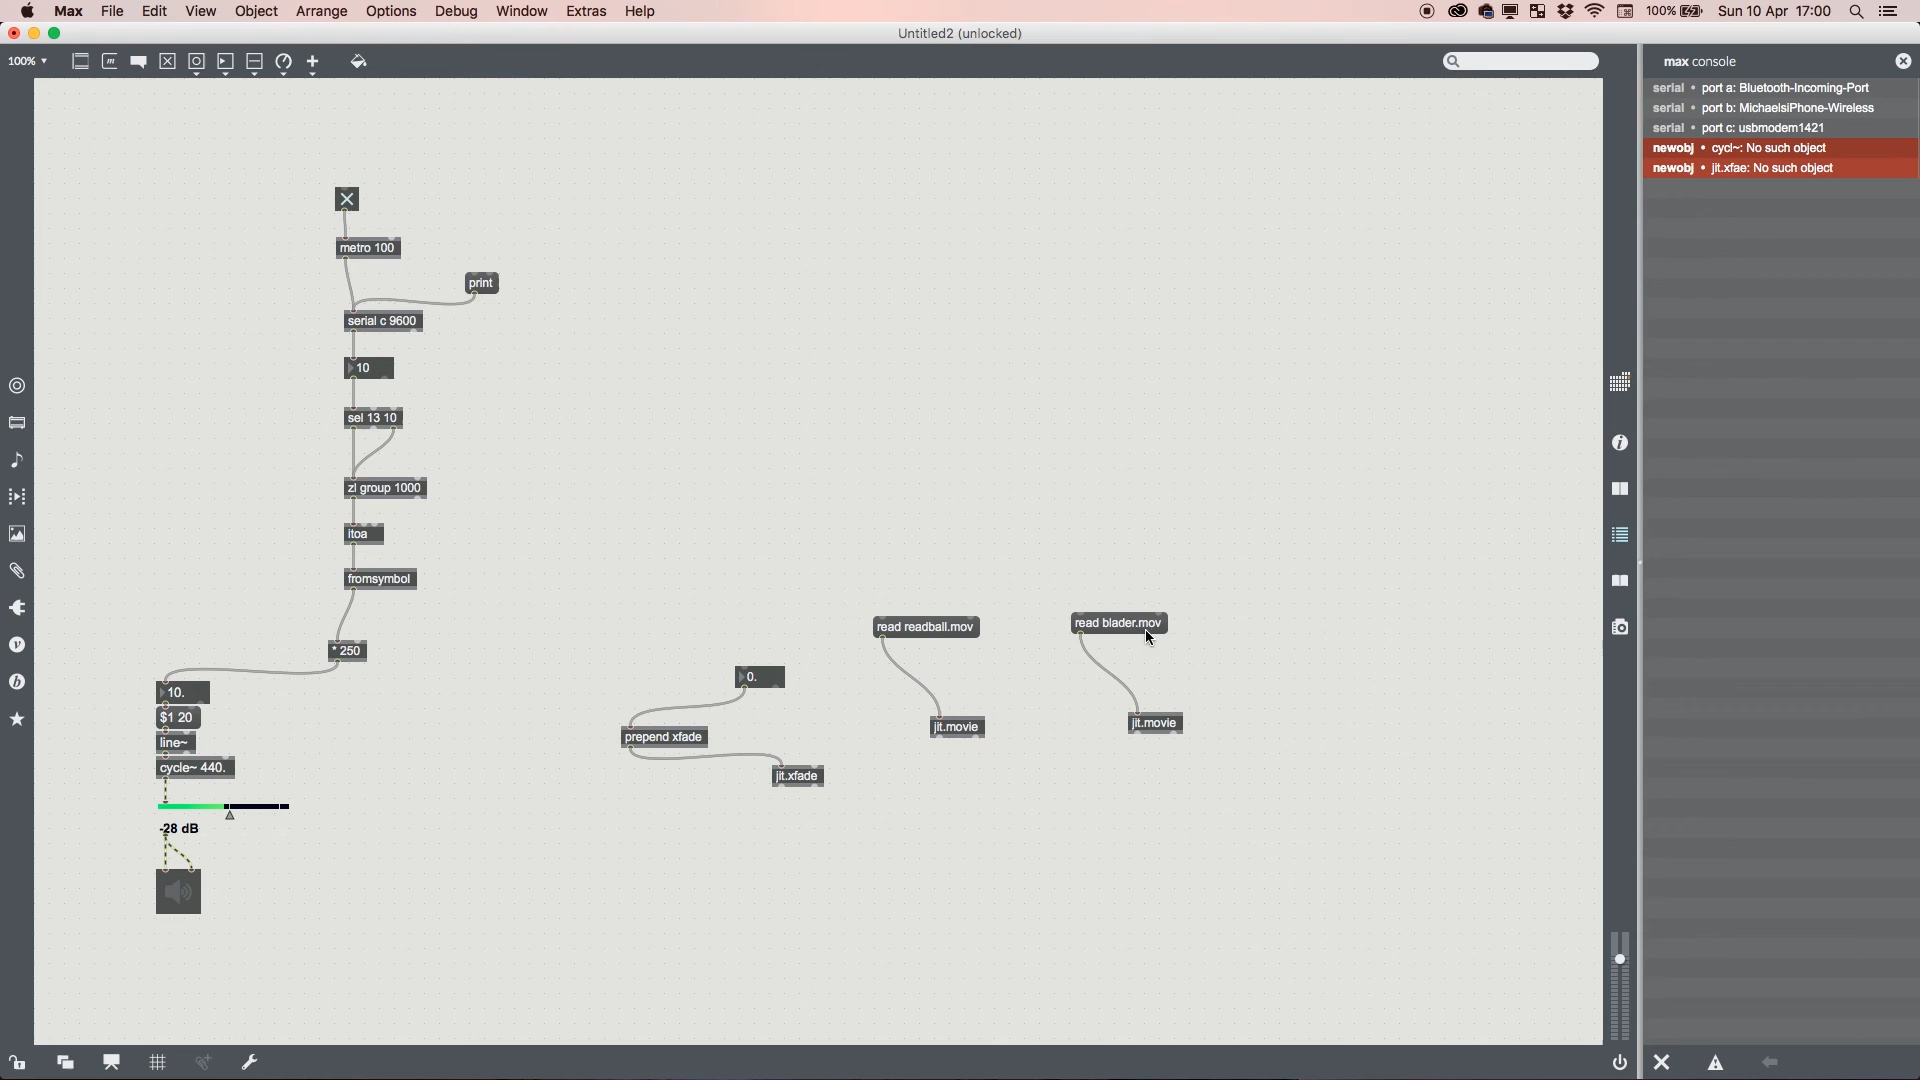 Max File Edit View Object Arrange Options Debug Window Extras Help
100% Sun 10 Apr 17:00
Untitled2 (unlocked)
100%
max console
serial • port a: Bluetooth-Incoming-Port
serial • port b: MichaelsiPhone-Wireless
serial • port c: usbmodem1421
newobj • cycl~: No such object
newobj • jit.xfae: No such object
metro 100
print
serial c 9600
10
sel 13 10
zl group 1000
itoa
fromsymbol
* 250
10.
$1 20
line~
cycle~ 440.
-28 dB
read readball.mov
read blader.mov
0.
prepend xfade
jit.movie
jit.movie
jit.xfade